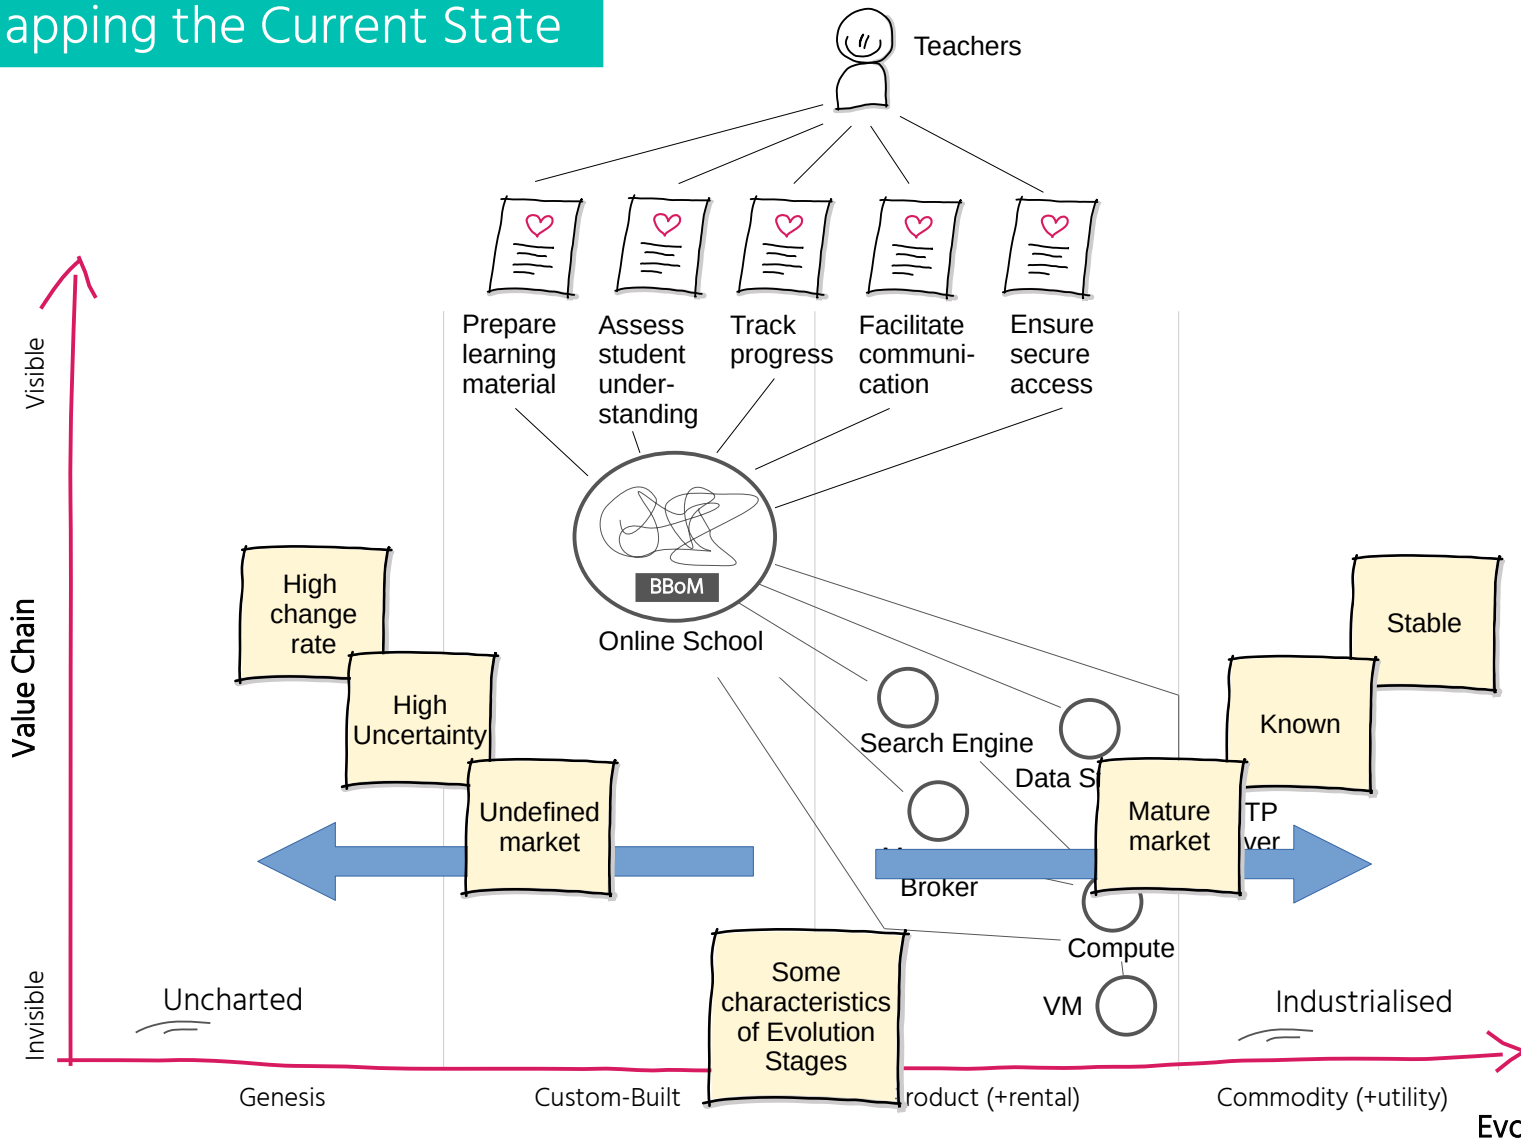 apping the Current State
Teachers
Prepare
learning
material
Assess
student
under-
standing
Track
progress
Facilitate
communi-
cation
Ensure
secure
access
Visible
Value Chain
Invisible
BBoM
Online School
High
change
rate
High
Uncertainty
Undefined
market
Search Engine
Data S
Broker
Mature
market
Known
Stable
TP
ver
Compute
VM
Some
characteristics
of Evolution
Stages
Uncharted
Industrialised
Genesis
Custom-Built
roduct (+rental)
Commodity (+utility)
Evo